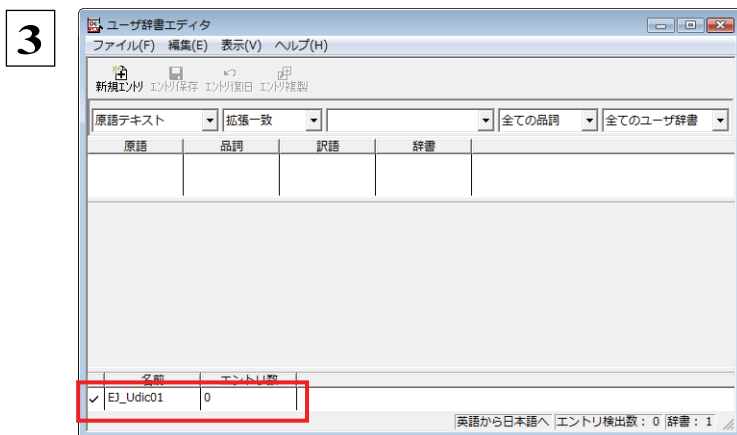 3
ユーザ辞書エディタ
ファイル(F) 編集(E) 表示(V) ヘルプ(H)
新規エントリ エントリ保存 エントリ復旧 エントリ複製
原語テキスト 拡張一致 全ての品詞 全てのユーザ辞書
原語 品詞 訳語 辞書
名前 エントリ数
EJ_Udic01 0
英語から日本語へ エントリ検出数： 0 辞書： 1